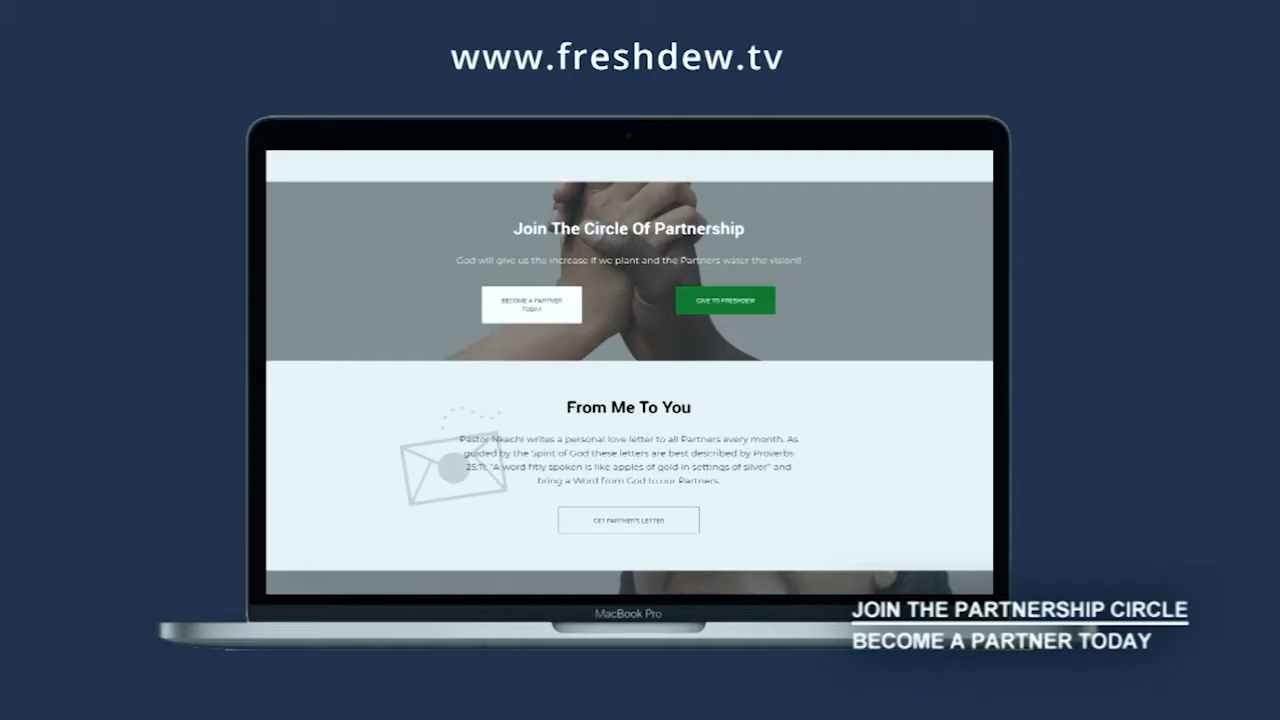 www.freshdew.tv
Join The Circle Of Partnership
God will give us the increase if we plant and the Partners water the vision!!
BECOME A PARTNER
TODAY
GIVE TO FRESHDEW
From Me To You
Pastor Nkechi writes a personal love letter to all Partners every month. As
guided by the Spirit of God these letters are best described by Proverbs
25:11: "A word fitly spoken is like apples of gold in settings of silver" and
bring a Word from God to our Partners.
GET PARTNER'S LETTER
MacBook Pro
JOIN THE PARTNERSHIP CIRCLE
BECOME A PARTNER TODAY